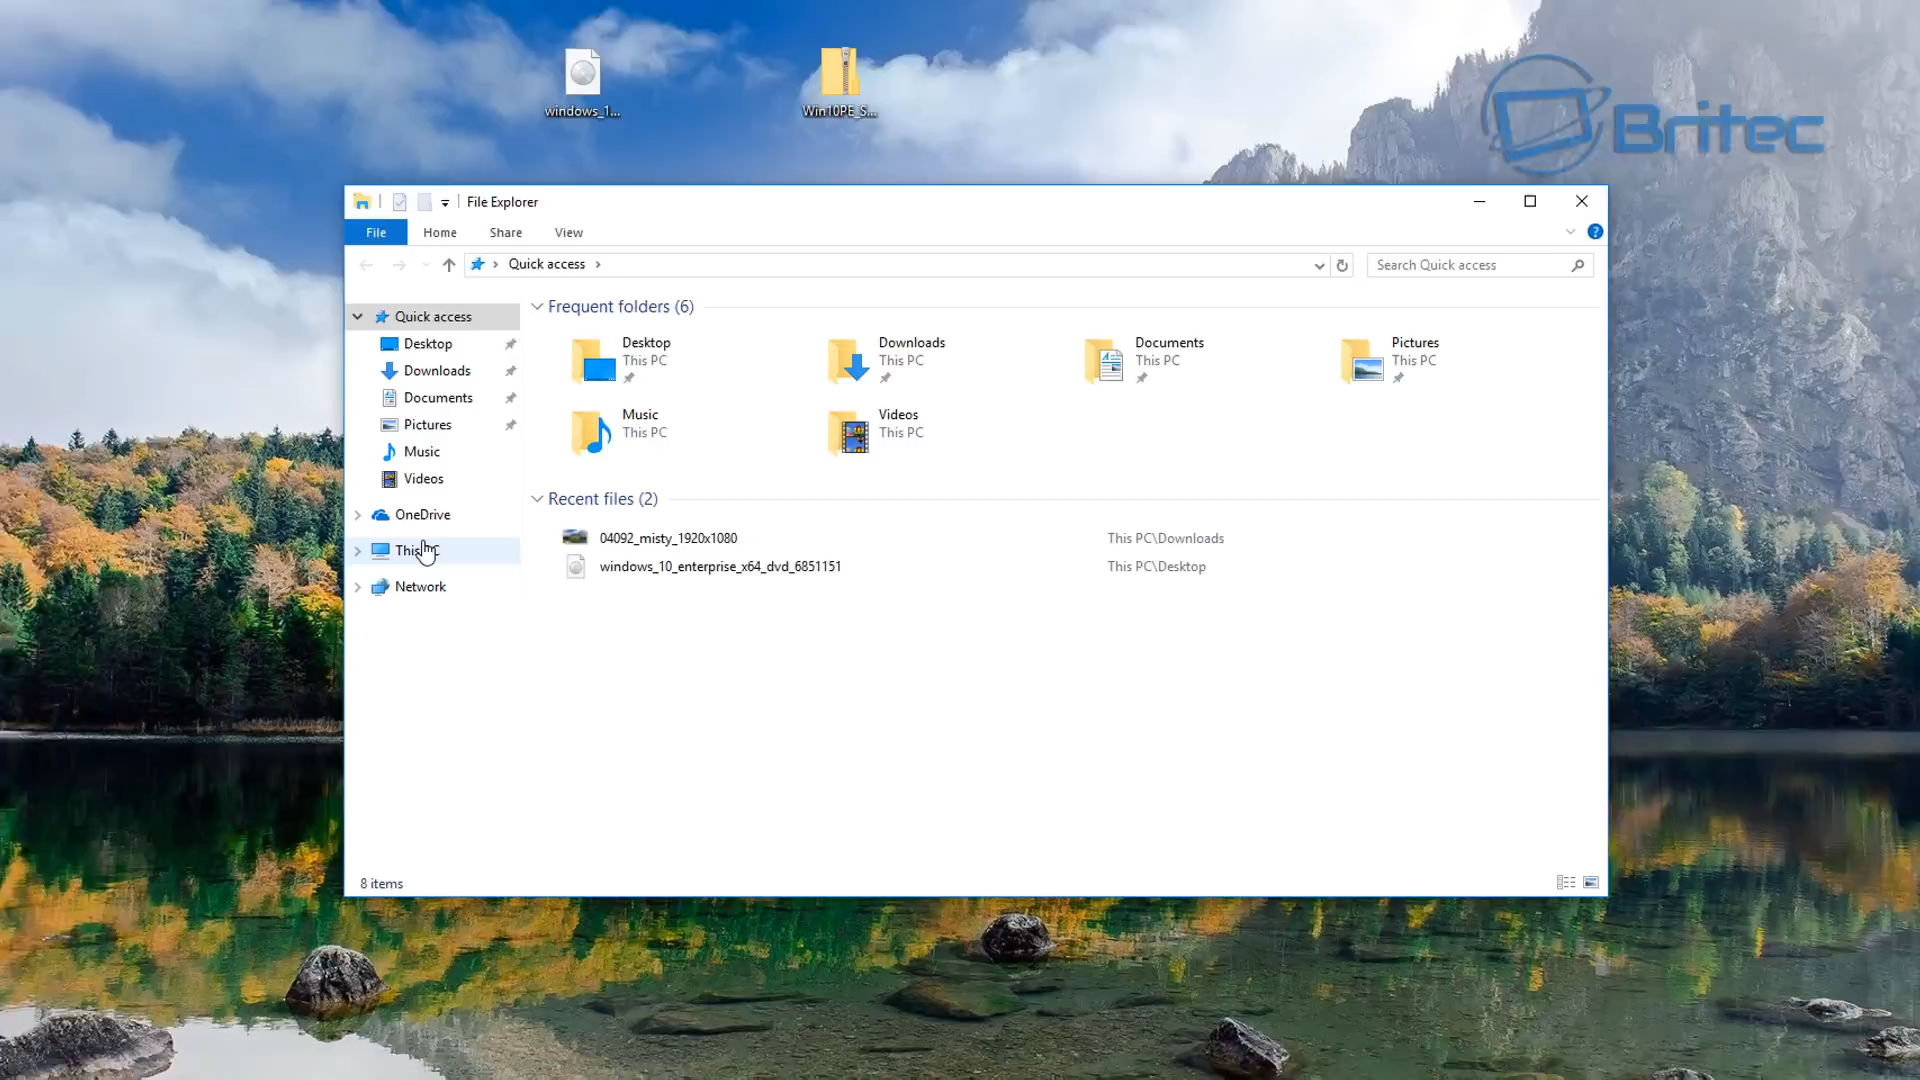 windows_1...
Win10PE_S...
Britec
File Explorer
File
Home
Share
View
Quick access
Search Quick access
Quick access
Desktop
Downloads
Documents
Pictures
Music
Videos
OneDrive
Network
Frequent folders (6)
Desktop
This PC
Downloads
This PC
Documents
This PC
Pictures
This PC
Music
This PC
Videos
This PC
Recent files (2)
04092_misty_1920x1080
This PC\Downloads
windows_10_enterprise_x64_dvd_6851151
This PC\Desktop
8 items